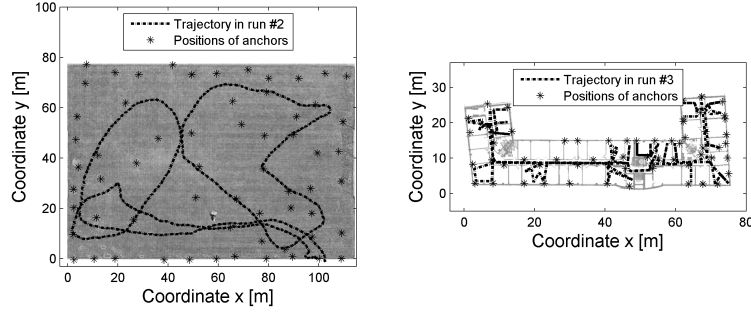 Trajectory in run #2
Positions of anchors
100
80
60
40
20
0
Coordinate y [m]
0 20 40 60 80 100
Coordinate x [m]
Trajectory in run #3
Positions of anchors
30
20
10
0
Coordinate y [m]
0 20 40 60 80
Coordinate x [m]